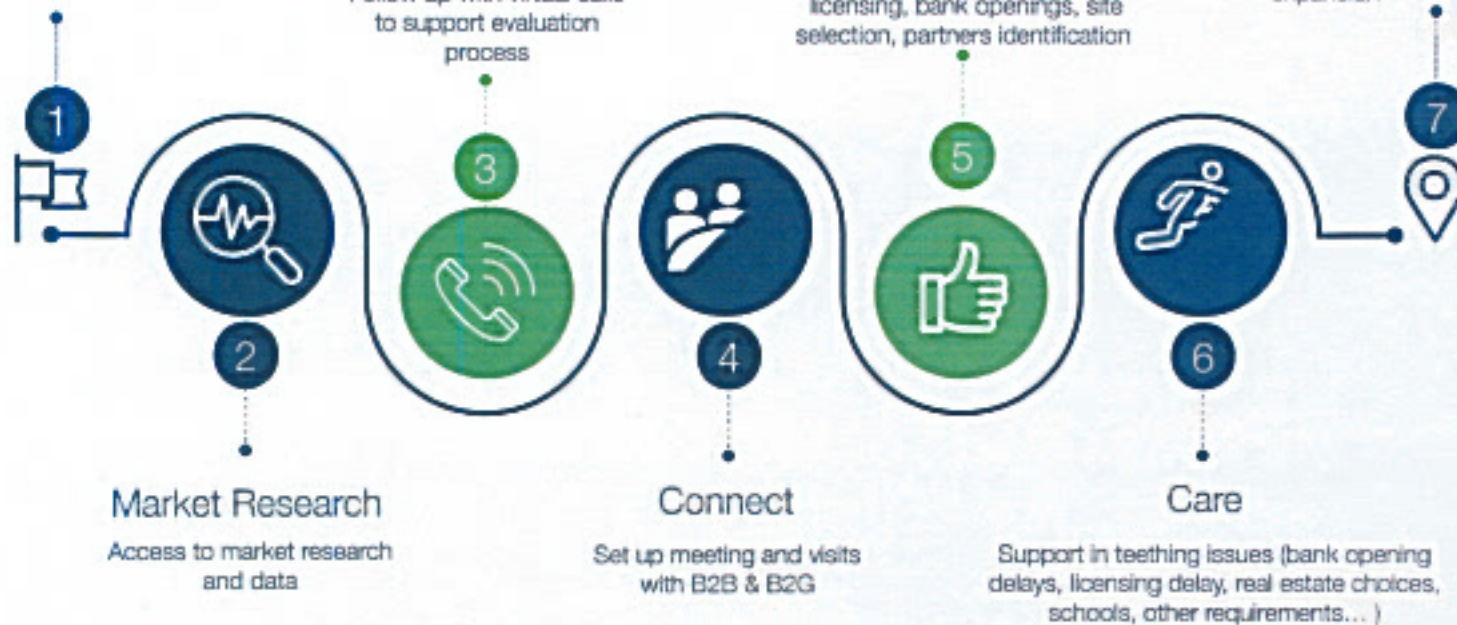 to support evaluation
process
licensing, bank openings, site
selection, partners identification
1
3
5
7
2
4
6
Market Research
Access to market research
and data
Connect
Set up meeting and visits
with B2B & B2G
Care
Support in teething issues (bank opening
delays, licensing delay, real estate choices,
schools, other requirements... )